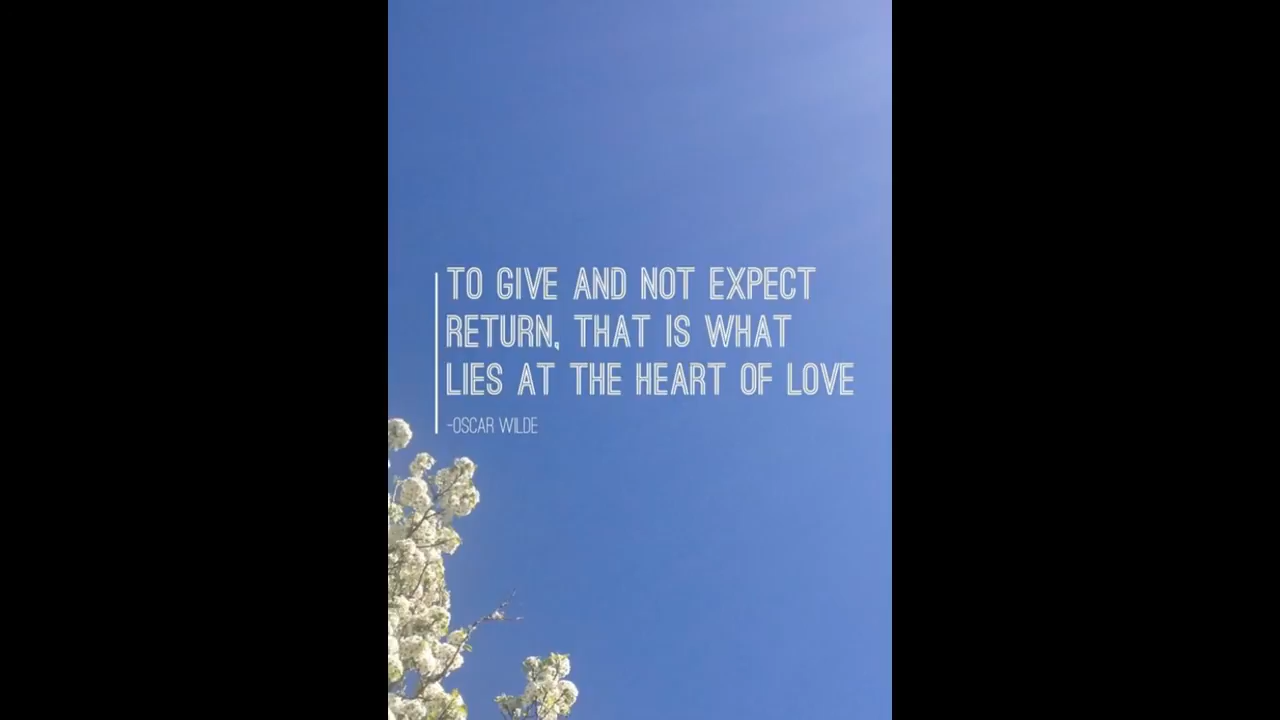 TO GIVE AND NOT EXPECT
RETURN, THAT IS WHAT
LIES AT THE HEART OF LOVE
-OSCAR WILDE